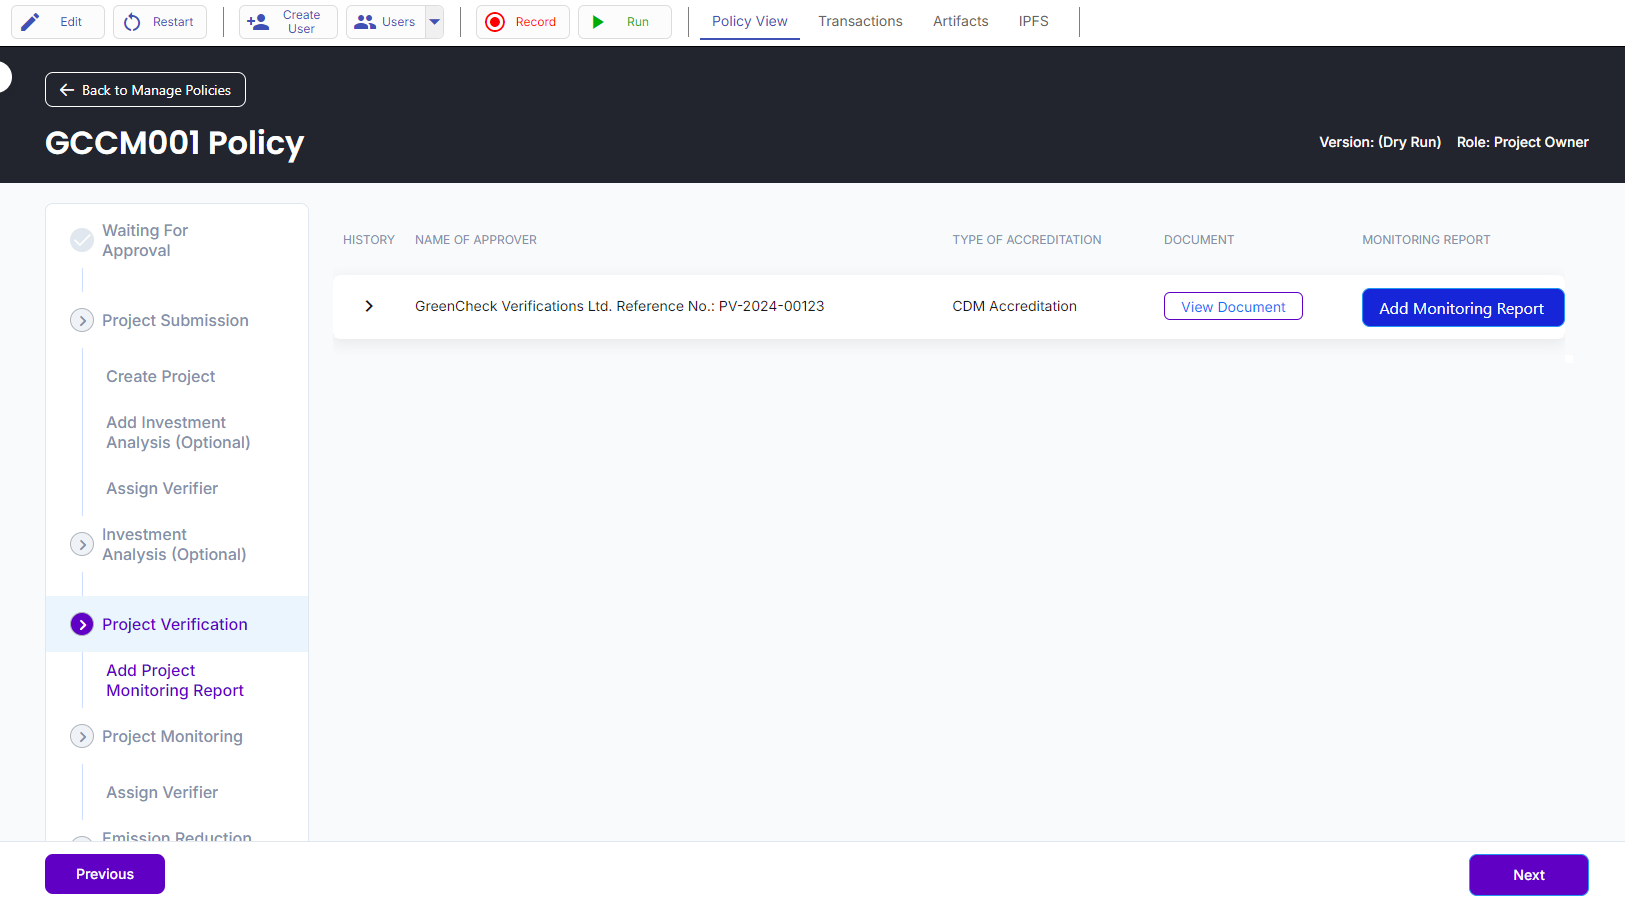 Edit
Restart
Create
User
Users
Record
Run
Policy View
Transactions
Artifacts
IPFS
Back to Manage Policies
GCCM001 Policy
Version: (Dry Run)
Role: Project Owner
Waiting For
Approval
Project Submission
Create Project
Add Investment
Analysis (Optional)
Assign Verifier
Investment
Analysis (Optional)
Project Verification
Add Project
Monitoring Report
Project Monitoring
Assign Verifier
Emission Reduction
HISTORY
NAME OF APPROVER
TYPE OF ACCREDITATION
DOCUMENT
MONITORING REPORT
GreenCheck Verifications Ltd. Reference No.: PV-2024-00123
CDM Accreditation
View Document
Add Monitoring Report
Previous
Next